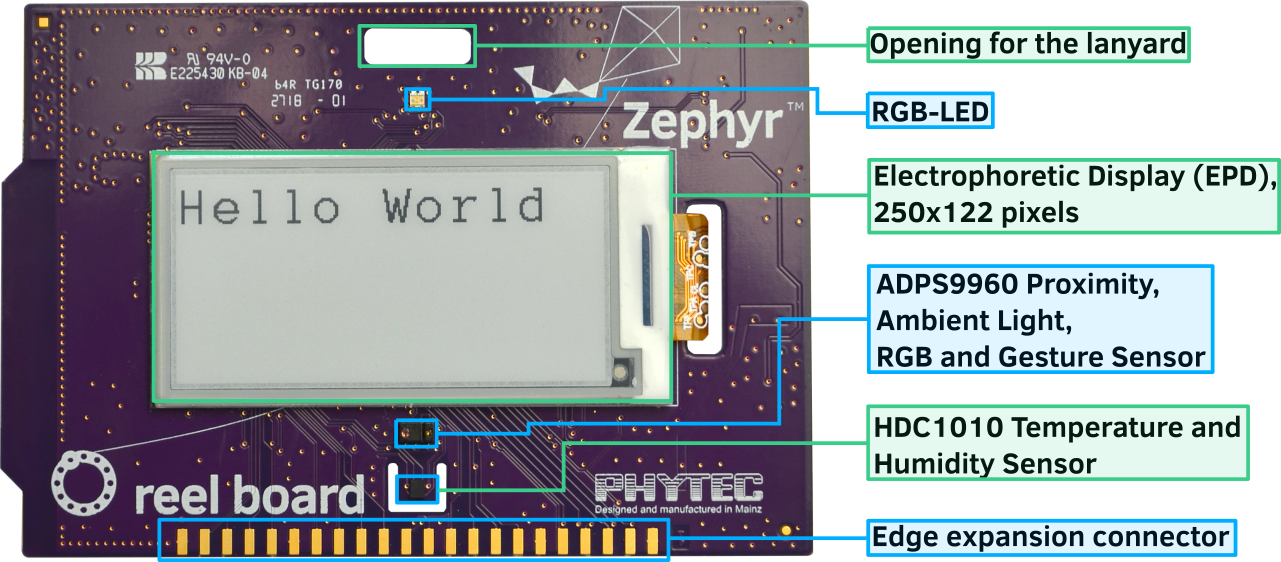 Opening for the lanyard
94V-0
E225430 KB-04
64R TG170
2718 - 01
RGB-LED
Zephyr™
Electrophoretic Display (EPD),
250x122 pixels
Hello World
ADPS9960 Proximity,
Ambient Light,
RGB and Gesture Sensor
HDC1010 Temperature and
Humidity Sensor
reel board
PHYTEC
Designed and manufactured in Mainz
Edge expansion connector